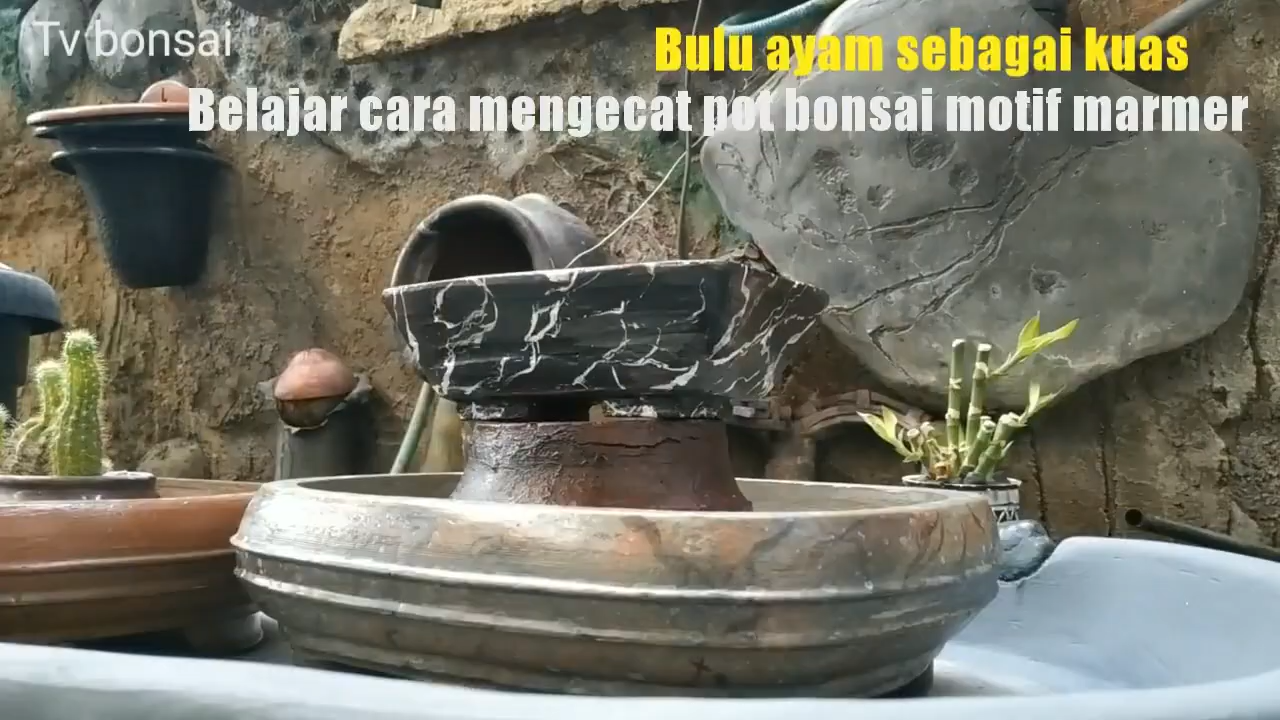 Tv bonsai
Bulu ayam sebagai kuas
Belajar cara mengecat pot bonsai motif marmer